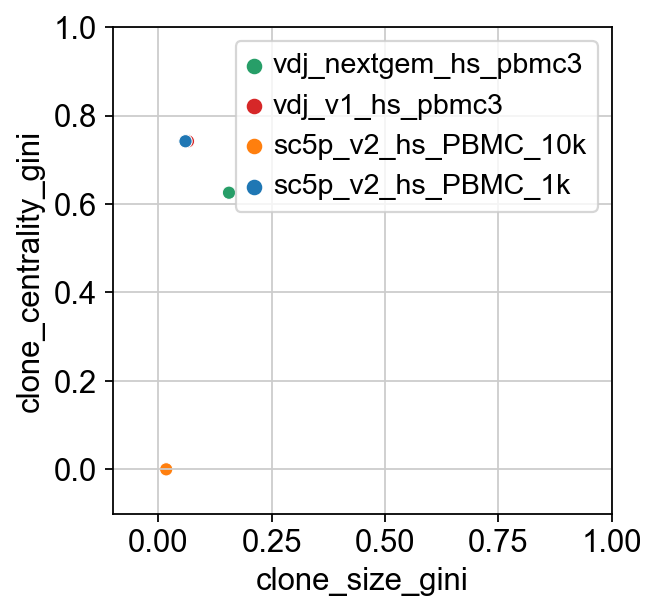 1.0
0.8
0.6
0.4
0.2
0.0
clone_centrality_gini
vdj_nextgem_hs_pbmc3
vdj_v1_hs_pbmc3
sc5p_v2_hs_PBMC_10k
sc5p_v2_hs_PBMC_1k
0.00 0.25 0.50 0.75 1.00
clone_size_gini